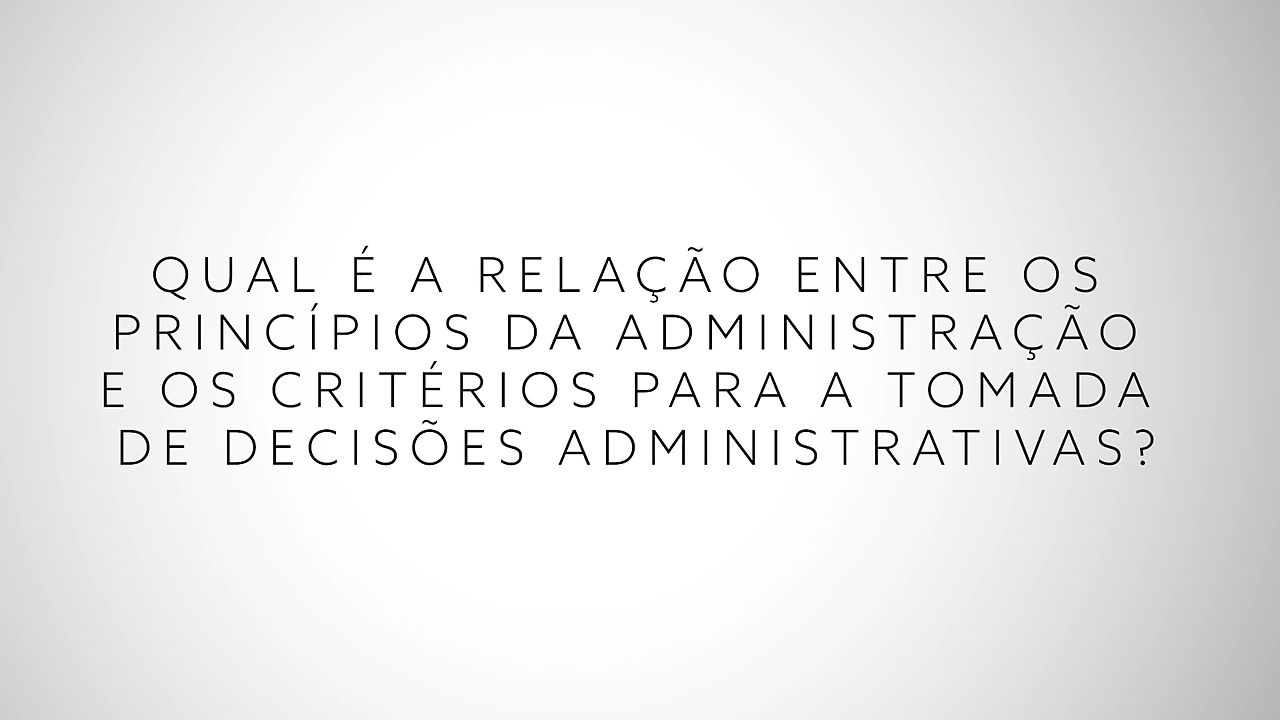 QUAL É A RELAÇÃO ENTRE OS
PRINCÍPIOS DA ADMINISTRAÇÃO
E OS CRITÉRIOS PARA A TOMADA
DE DECISÕES ADMINISTRATIVAS?